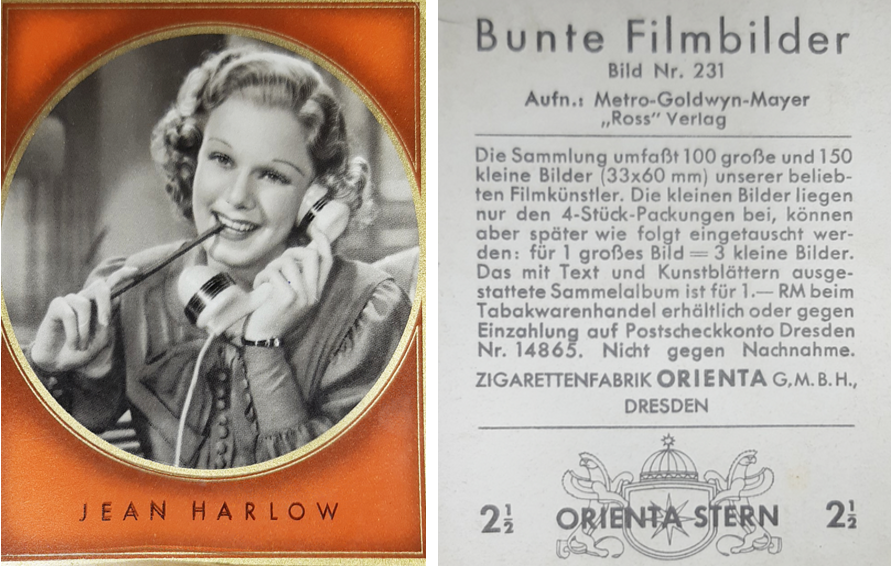 JEAN HARLOW
Bunte Filmbilder
Bild Nr. 231
Aufn.: Metro-Goldwyn-Mayer
„Ross" Verlag
Die Sammlung umfaßt 100 große und 150
kleine Bilder (33x60 mm) unserer belieb-
ten Filmkünstler. Die kleinen Bilder liegen
nur den 4-Stück-Packungen bei, können
aber später wie folgt eingetauscht wer-
den: für 1 großes Bild = 3 kleine Bilder.
Das mit Text und Kunstblättern ausge-
stattete Sammelalbum ist für 1.— RM beim
Tabakwarenhandel erhältlich oder gegen
Einzahlung auf Postscheckkonto Dresden
Nr. 14865. Nicht gegen Nachnahme.
ZIGARETTENFABRIK ORIENTA G.M.B.H.,
DRESDEN
2½ ORIENTA STERN 2½